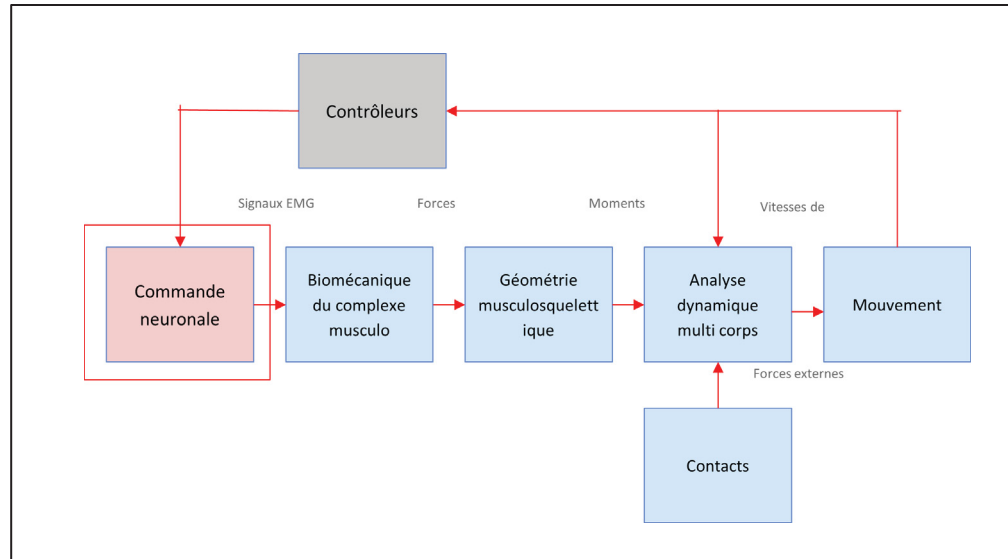 Contrôleurs
Signaux EMG
Forces
Moments
Vitesses de
Commande
neuronale
Biomécanique
du complexe
musculo
Géométrie
musculosquelett
ique
Analyse
dynamique
multi corps
Mouvement
Forces externes
Contacts